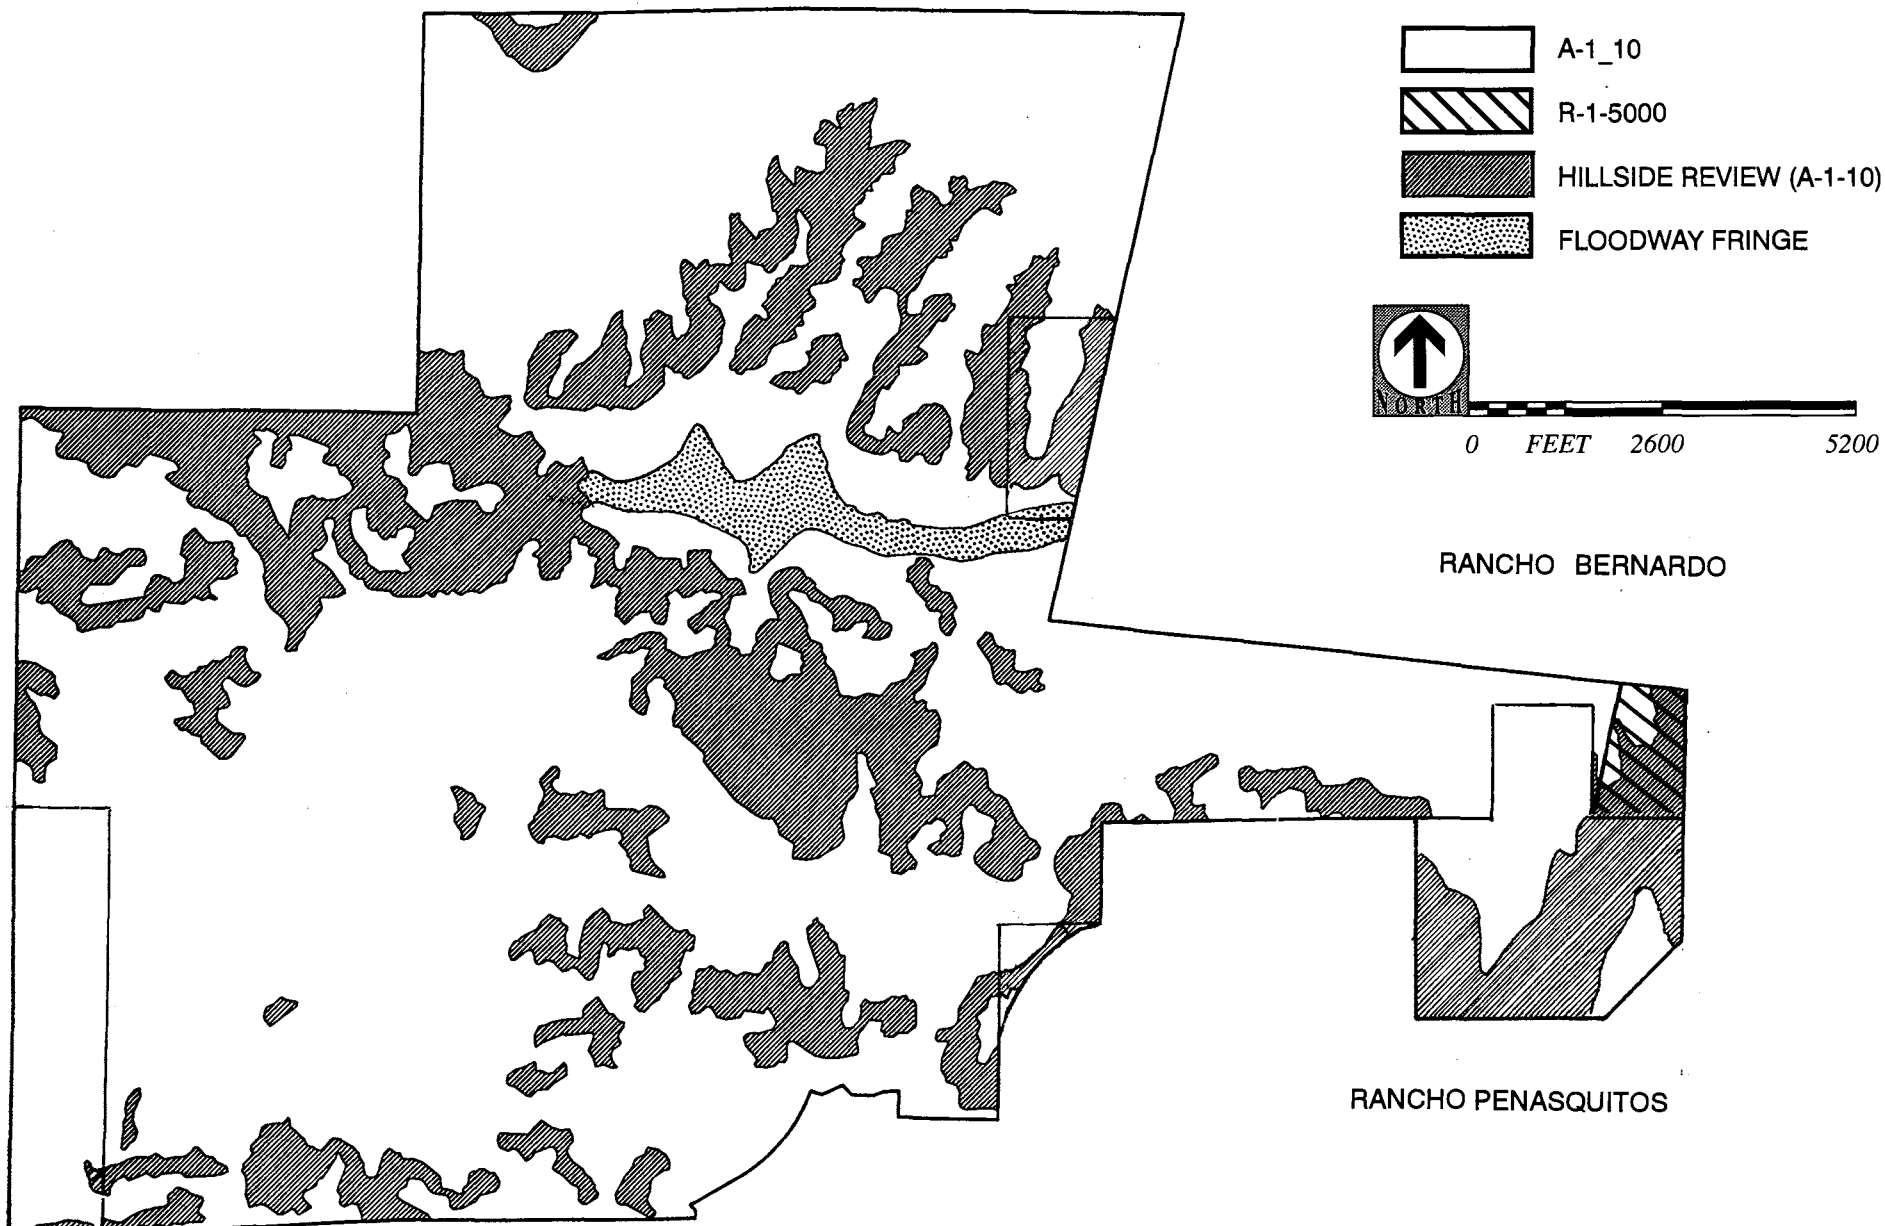 A-1_10
R-1-5000
HILLSIDE REVIEW (A-1-10)
FLOODWAY FRINGE
NORTH
0 FEET 2600 5200
RANCHO BERNARDO
RANCHO PENASQUITOS